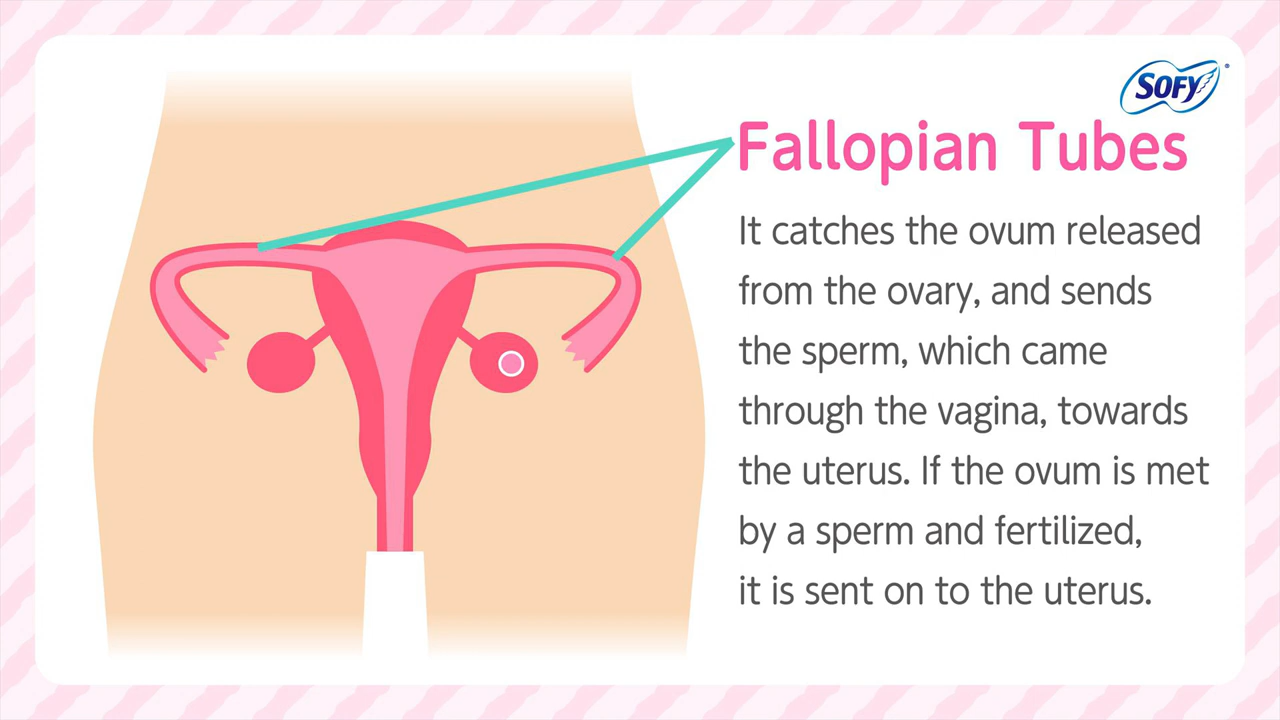 SOFY®
Fallopian Tubes
It catches the ovum released
from the ovary, and sends
the sperm, which came
through the vagina, towards
the uterus. If the ovum is met
by a sperm and fertilized,
it is sent on to the uterus.